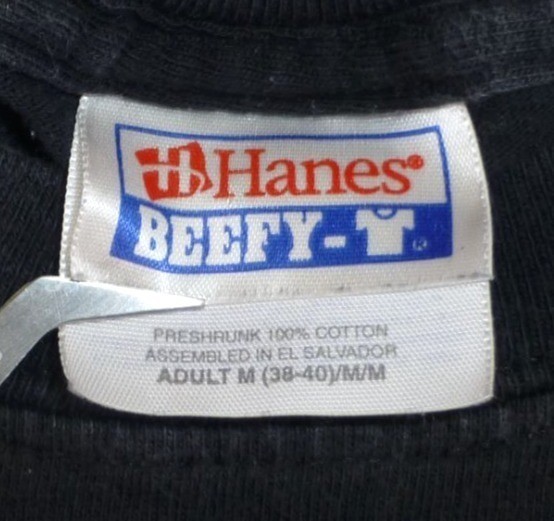 Hanes®
BEEFY-T®
PRESHRUNK 100% COTTON
ASSEMBLED IN EL SALVADOR
ADULT M (38-40)/M/M